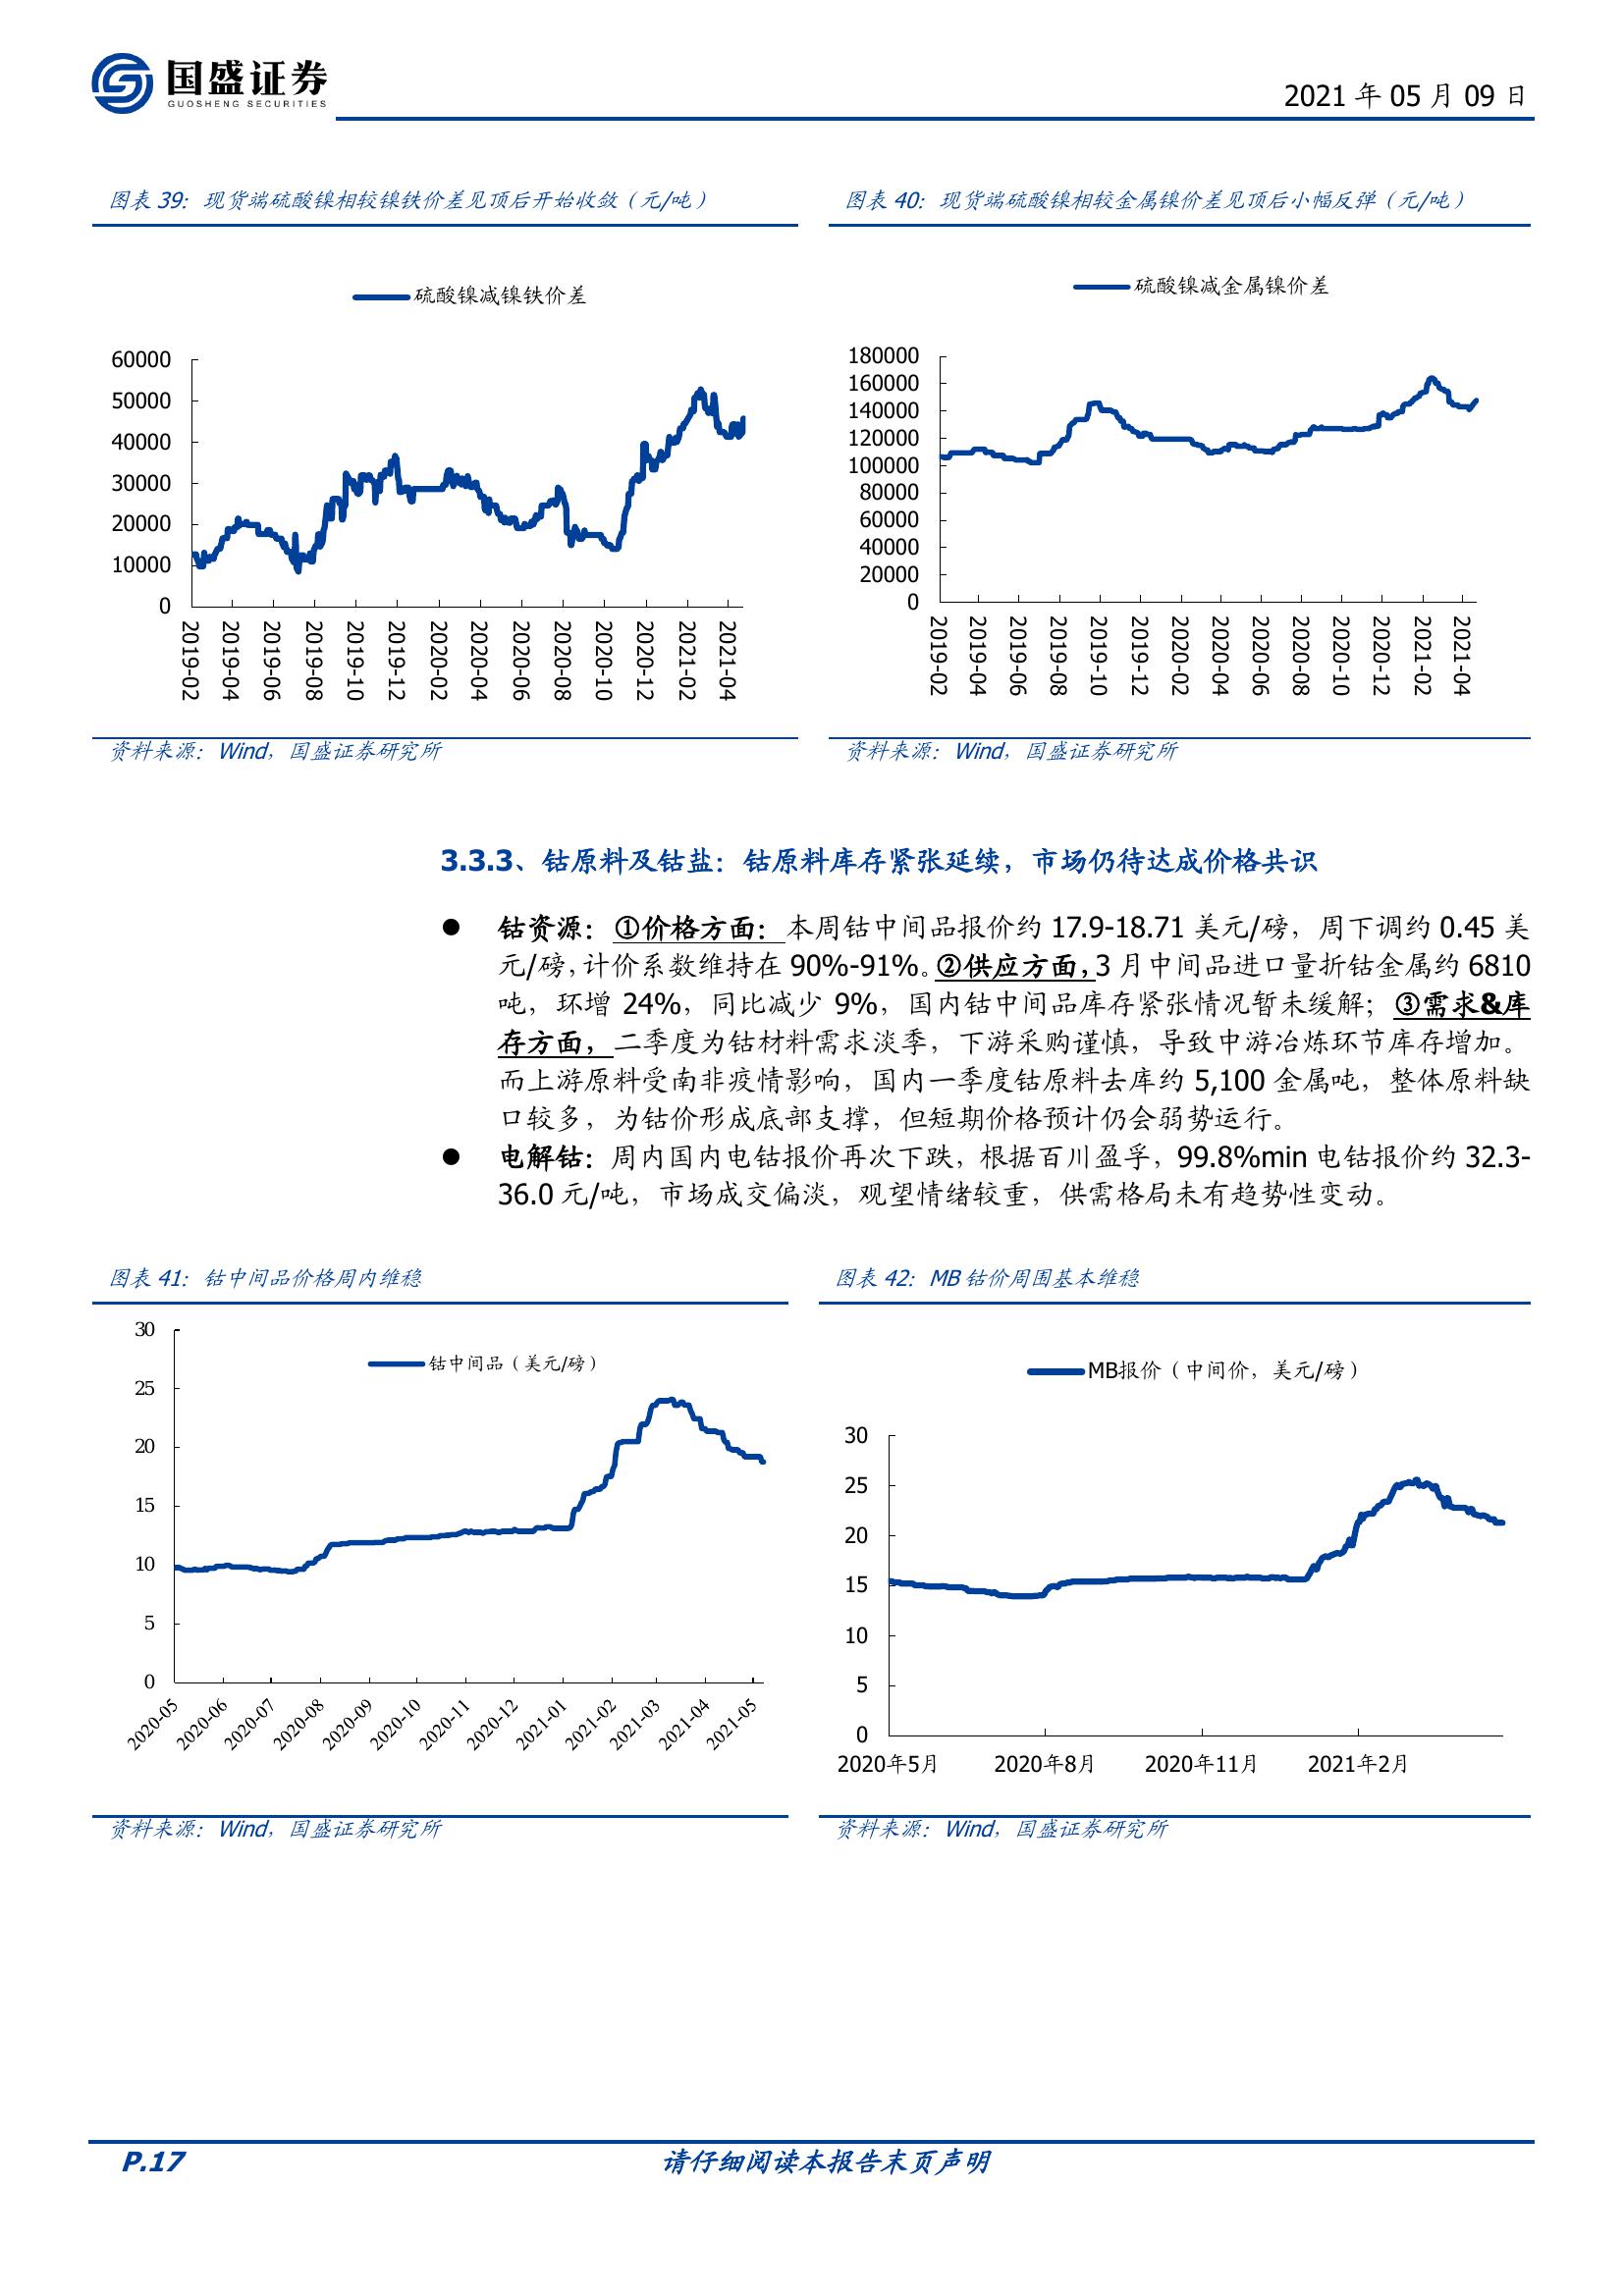 国盛证券
GUOSHENG SECURITIES
2021 年 05 月 09 日
图表 39：现货端硫酸镍相较镍铁价差见顶后开始收敛（元/吨）
硫酸镍减镍铁价差
60000
50000
40000
30000
20000
10000
0
2019-02
2019-04
2019-06
2019-08
2019-10
2019-12
2020-02
2020-04
2020-06
2020-08
2020-10
2020-12
2021-02
2021-04
资料来源：Wind，国盛证券研究所
图表 40：现货端硫酸镍相较金属镍价差见顶后小幅反弹（元/吨）
硫酸镍减金属镍价差
180000
160000
140000
120000
100000
80000
60000
40000
20000
0
2019-02
2019-04
2019-06
2019-08
2019-10
2019-12
2020-02
2020-04
2020-06
2020-08
2020-10
2020-12
2021-02
2021-04
资料来源：Wind，国盛证券研究所
3.3.3、钴原料及钴盐：钴原料库存紧张延续，市场仍待达成价格共识
● 钴资源：①价格方面：本周钴中间品报价约 17.9-18.71 美元/磅，周下调约 0.45 美
元/磅，计价系数维持在 90%-91%。②供应方面，3 月中间品进口量折钴金属约 6810
吨，环增 24%，同比减少 9%，国内钴中间品库存紧张情况暂未缓解；③需求&库
存方面，二季度为钴材料需求淡季，下游采购谨慎，导致中游冶炼环节库存增加。
而上游原料受南非疫情影响，国内一季度钴原料去库约 5,100 金属吨，整体原料缺
口较多，为钴价形成底部支撑，但短期价格预计仍会弱势运行。
● 电解钴：周内国内电钴报价再次下跌，根据百川盈孚，99.8%min 电钴报价约 32.3-
36.0 元/吨，市场成交偏淡，观望情绪较重，供需格局未有趋势性变动。
图表 41：钴中间品价格周内维稳
钴中间品（美元/磅）
30
25
20
15
10
5
0
2020-05
2020-06
2020-07
2020-08
2020-09
2020-10
2020-11
2020-12
2021-01
2021-02
2021-03
2021-04
2021-05
资料来源：Wind，国盛证券研究所
图表 42：MB 钴价周围基本维稳
MB报价（中间价，美元/磅）
30
25
20
15
10
5
0
2020年5月
2020年8月
2020年11月
2021年2月
资料来源：Wind，国盛证券研究所
P.17
请仔细阅读本报告末页声明